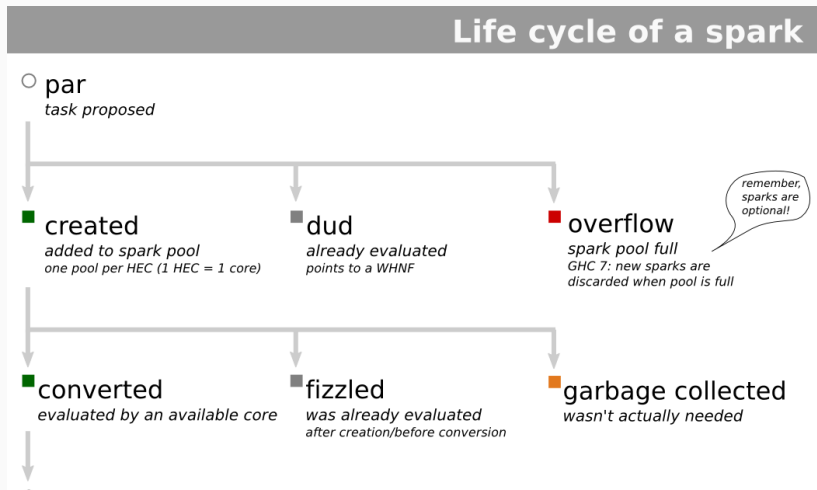 Life cycle of a spark
par
task proposed
remember,
sparks are
optional!
created
added to spark pool
one pool per HEC (1 HEC = 1 core)
dud
already evaluated
points to a WHNF
overflow
spark pool full
GHC 7: new sparks are
discarded when pool is full
converted
evaluated by an available core
fizzled
was already evaluated
after creation/before conversion
garbage collected
wasn't actually needed